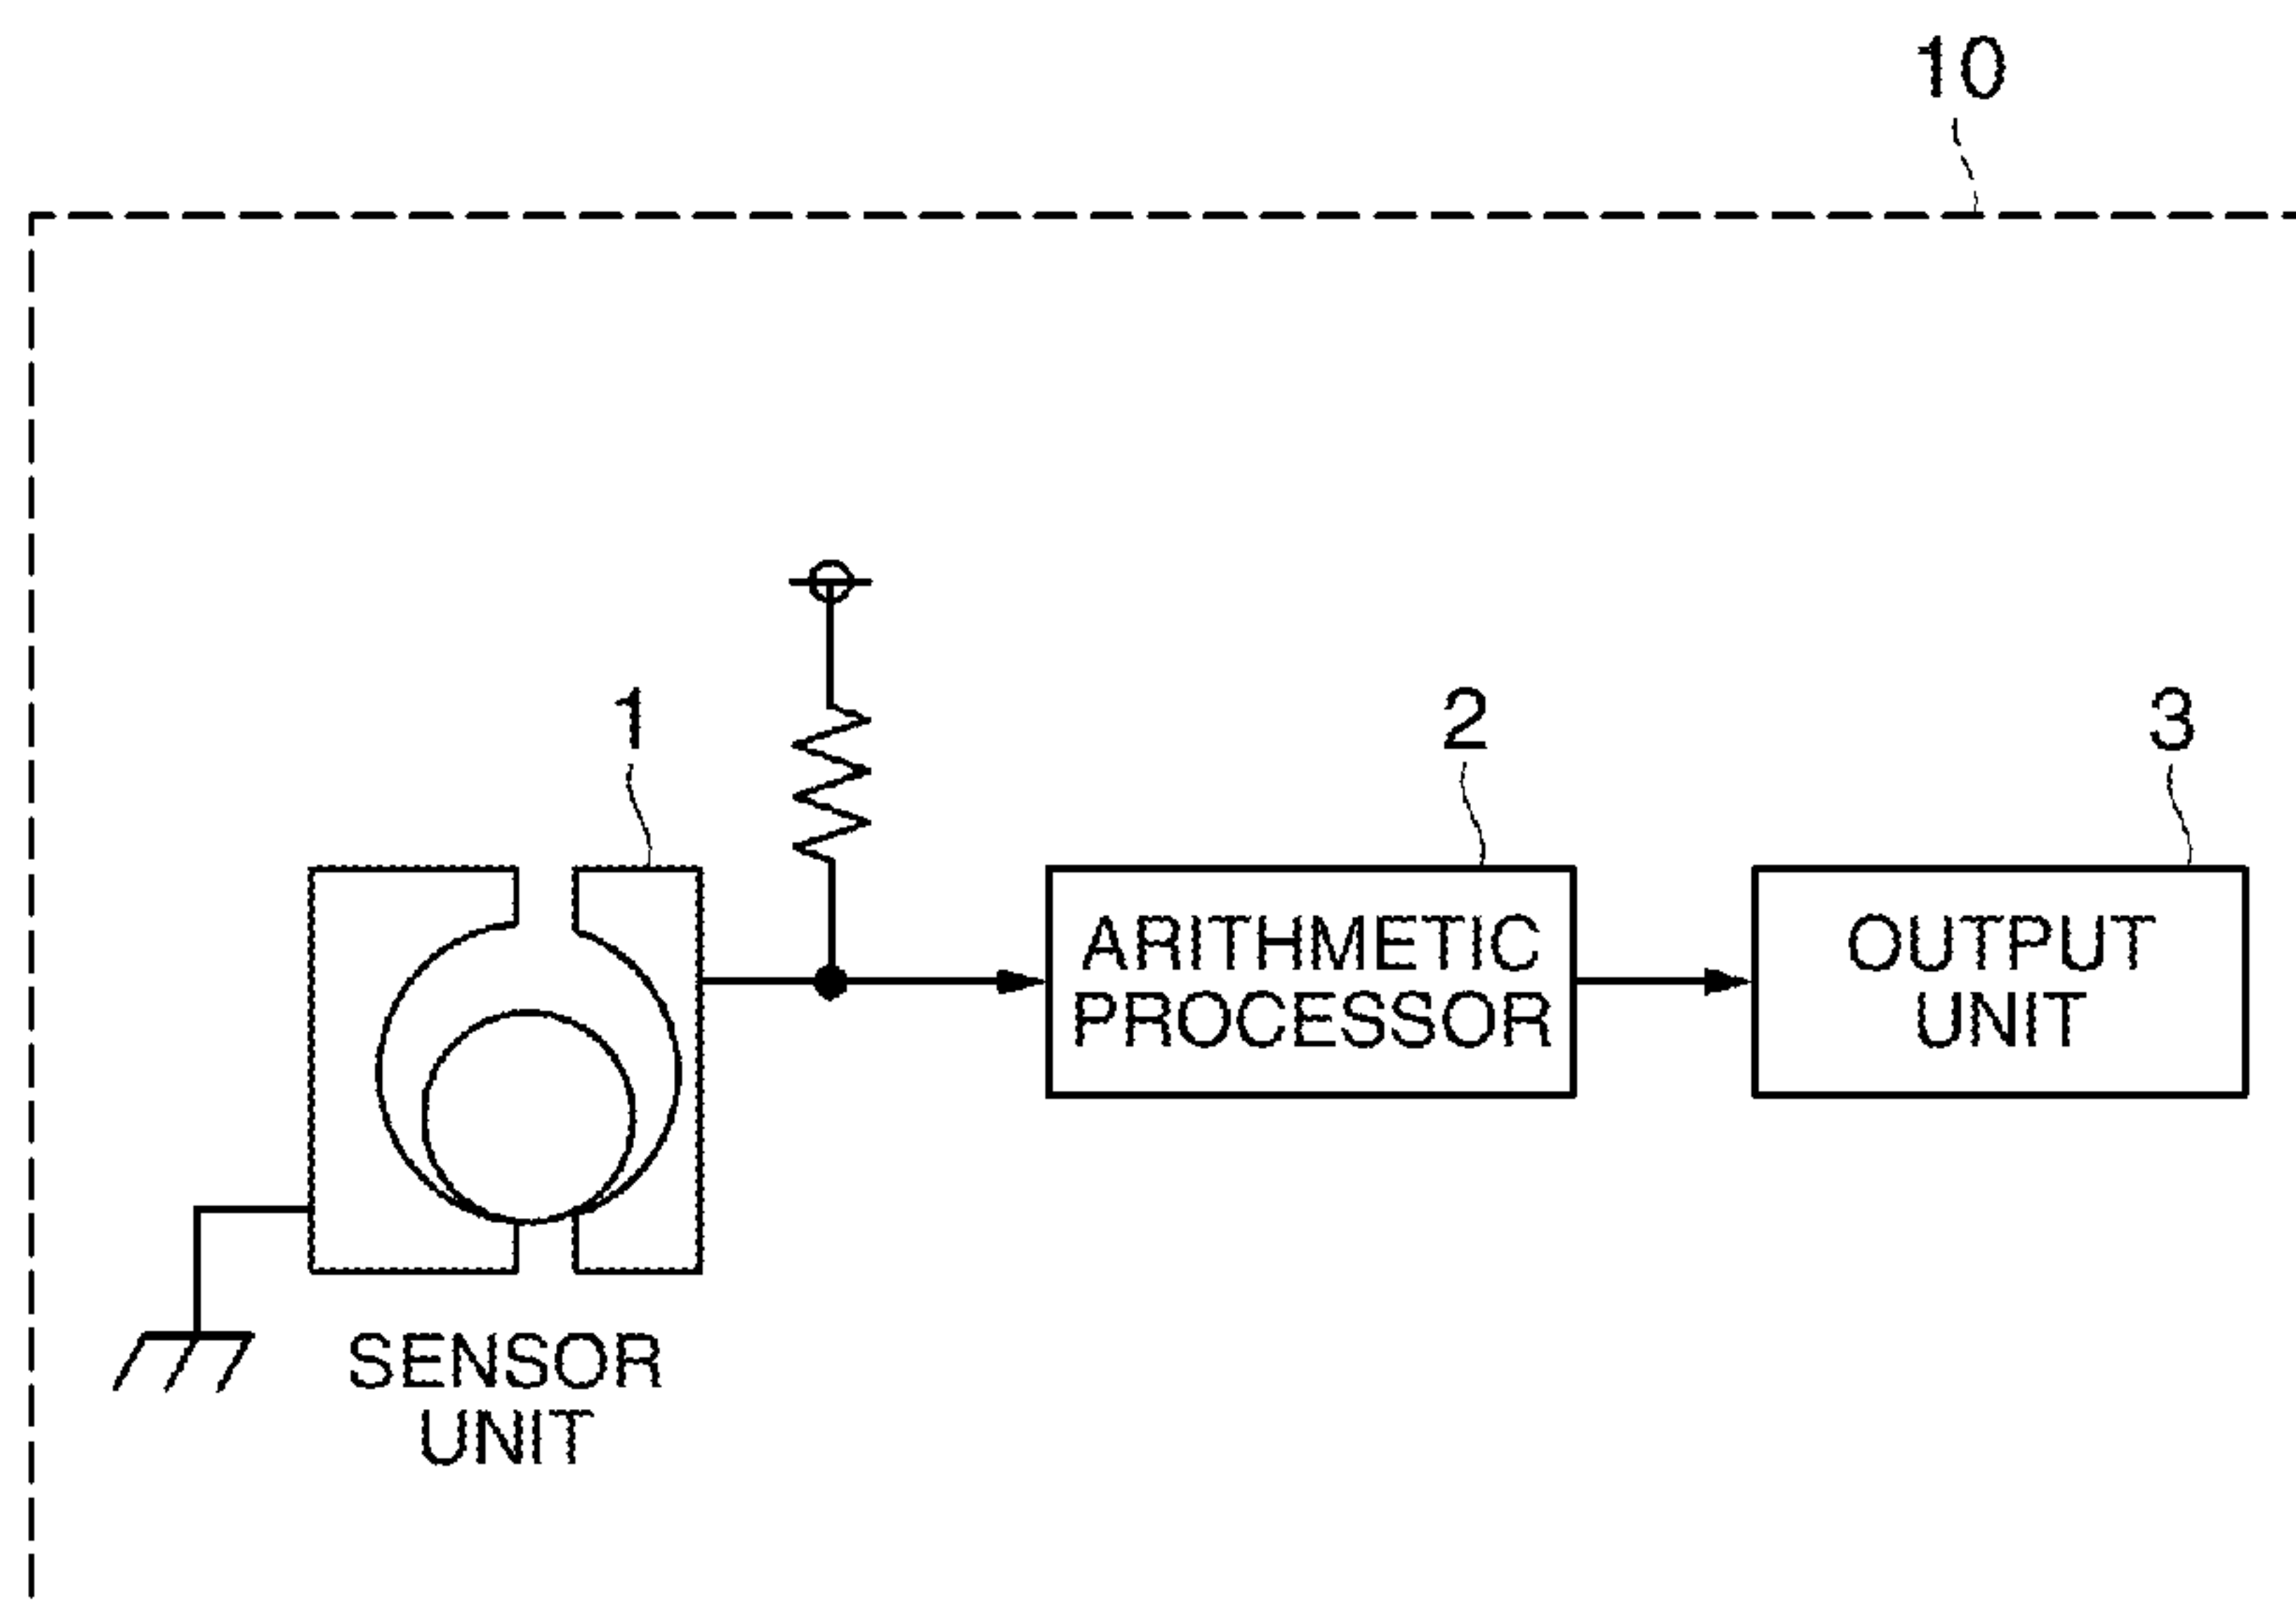 10
1
2
3
ARITHMETIC
PROCESSOR
OUTPUT
UNIT
SENSOR
UNIT